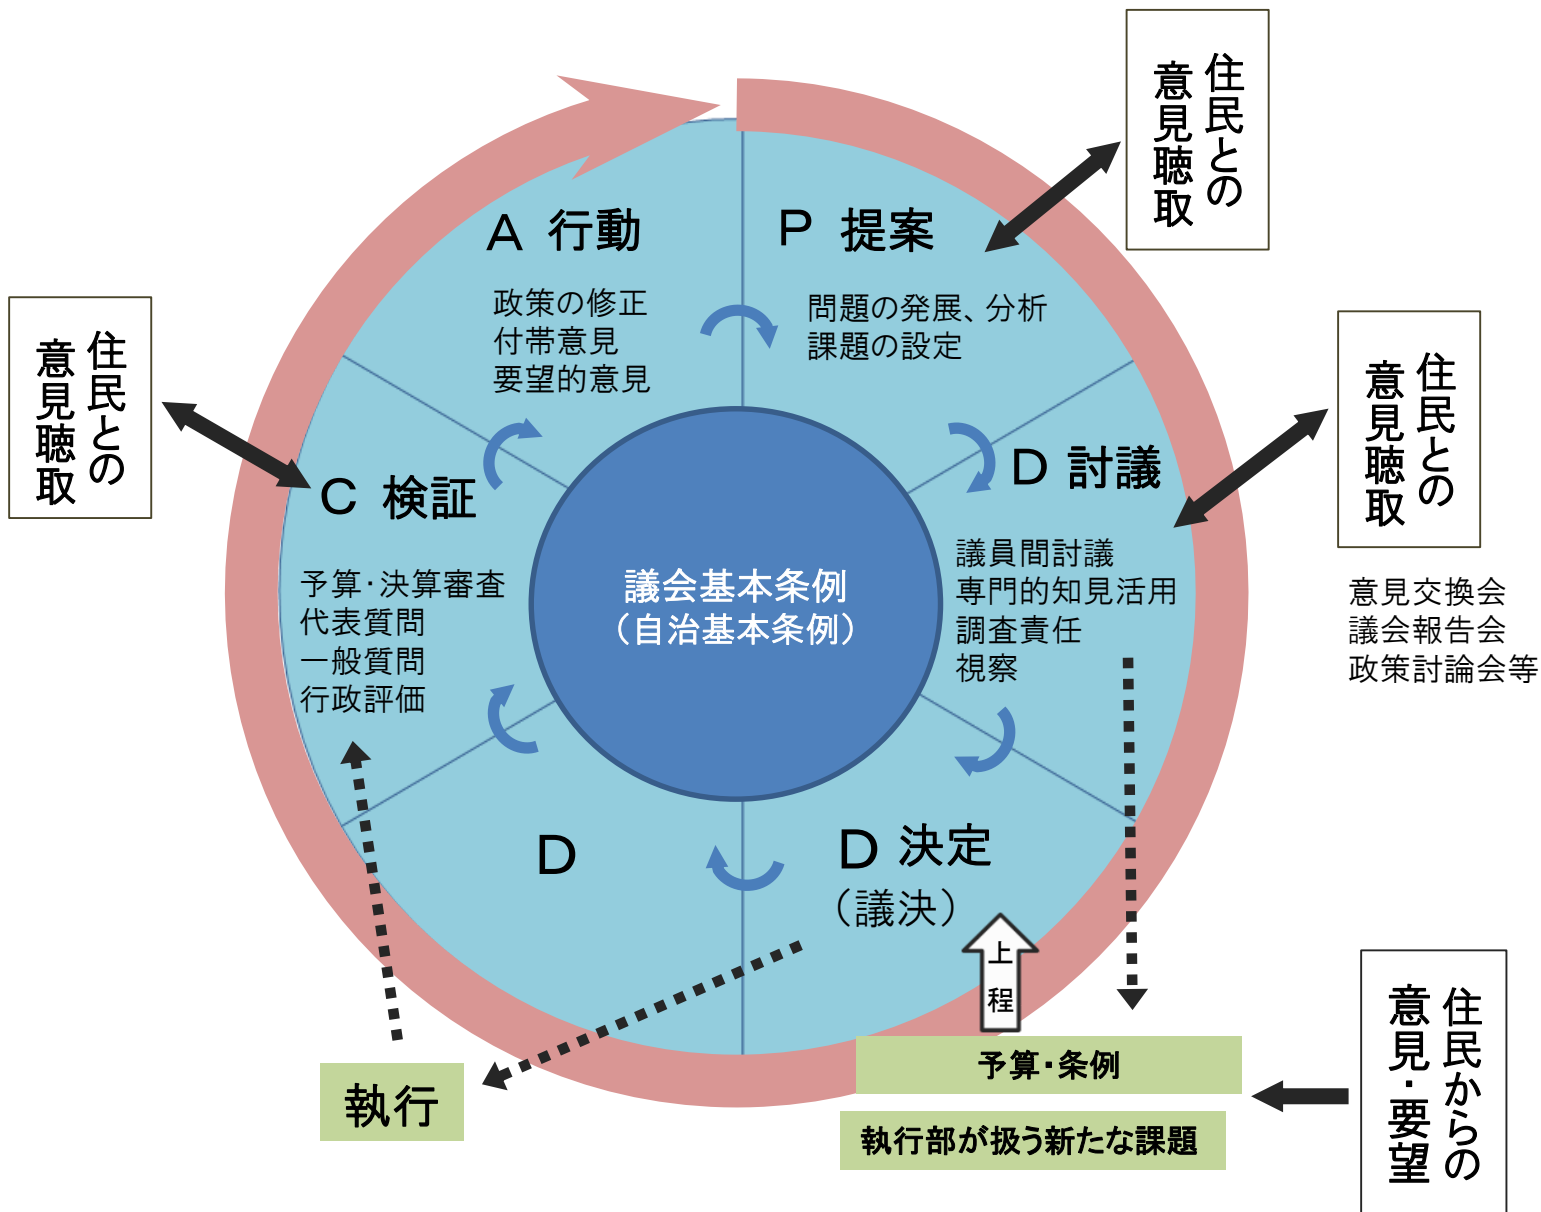 住民との
意見聴取
A 行動
P 提案
政策の修正
付帯意見
要望的意見
問題の発展、分析
課題の設定
住民との
意見聴取
住民との
意見聴取
C 検証
D 討議
予算・決算審査
代表質問
一般質問
行政評価
議会基本条例
（自治基本条例）
議員間討議
専門的知見活用
調査責任
視察
意見交換会
議会報告会
政策討論会等
D
D 決定
（議決）
上
程
執行
予算・条例
執行部が扱う新たな課題
住民からの
意見・要望